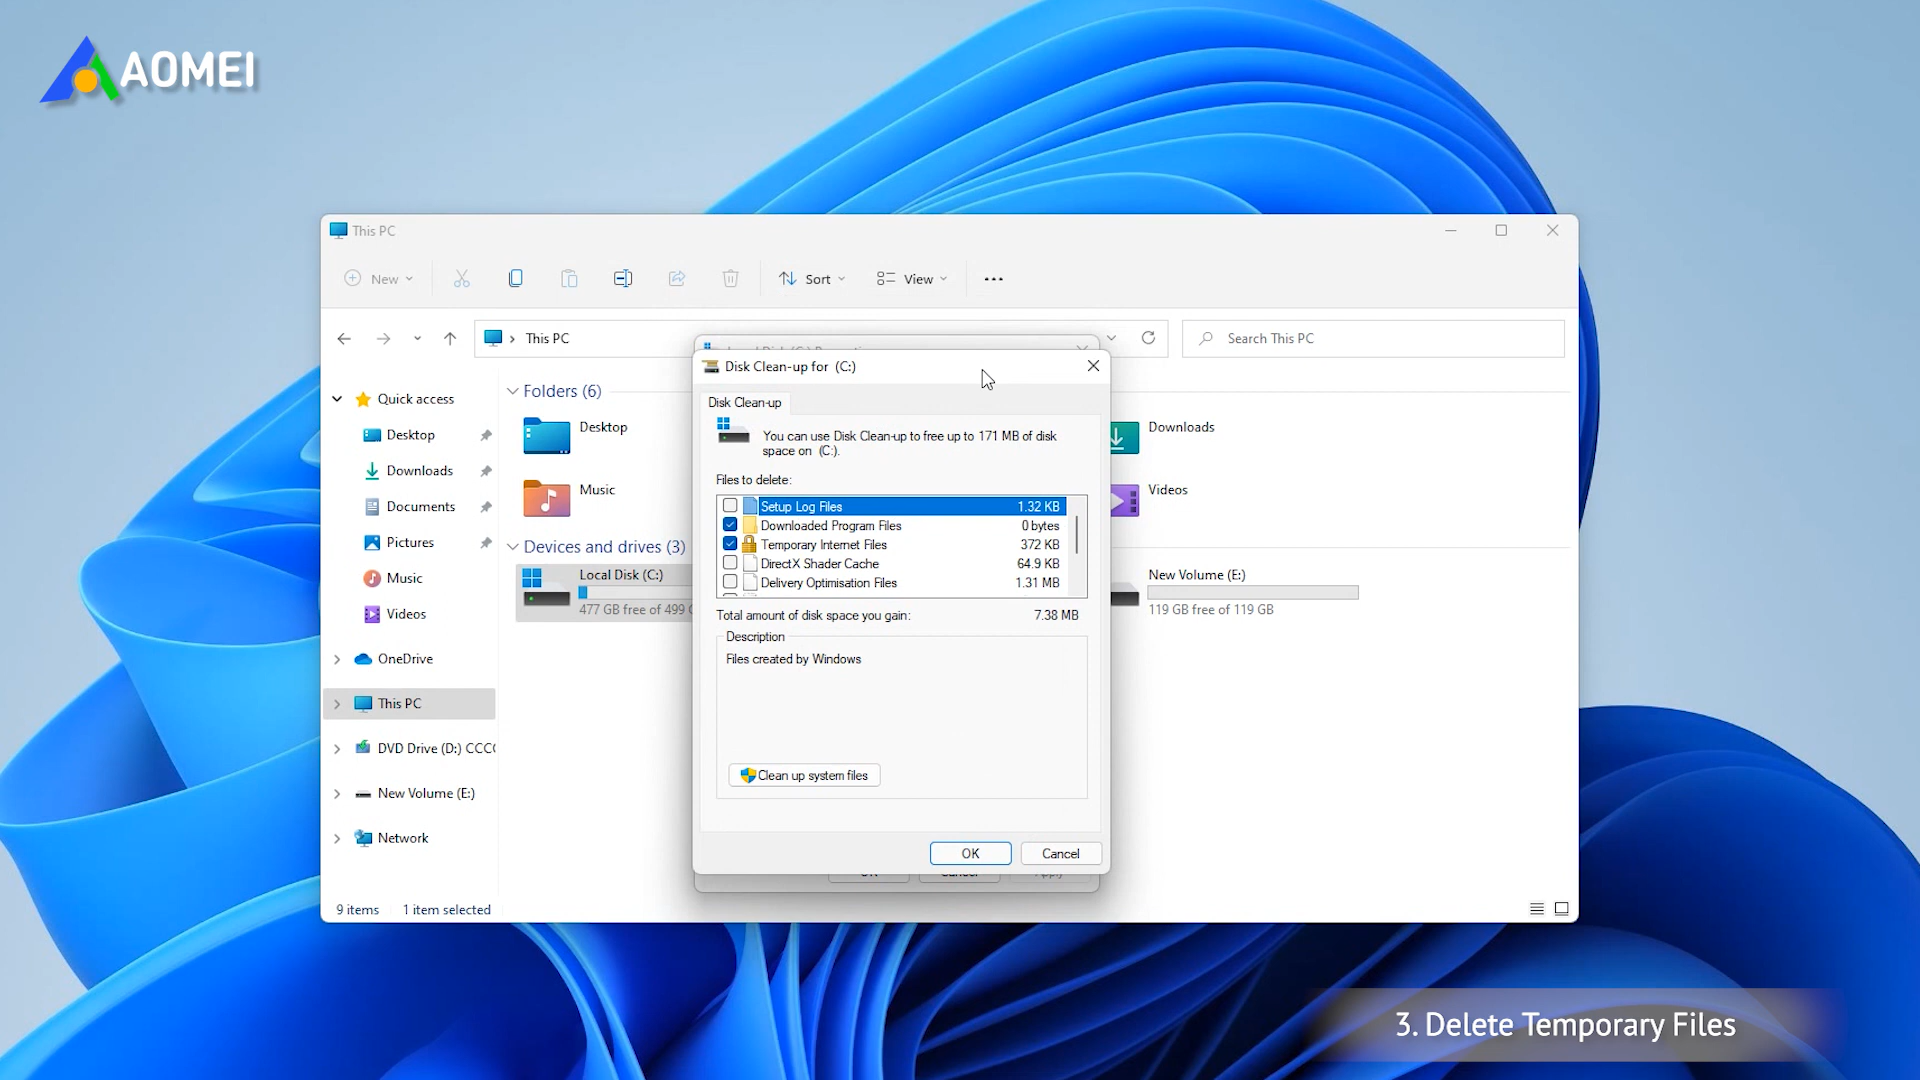 AOMEI
This PC
New
Sort
View
This PC
Search This PC
Disk Clean-up for (C:)
Disk Clean-up
You can use Disk Clean-up to free up to 171 MB of disk
space on (C:).
Files to delete:
Setup Log Files 1.32 KB
Downloaded Program Files 0 bytes
Temporary Internet Files 372 KB
DirectX Shader Cache 64.9 KB
Delivery Optimisation Files 1.31 MB
Total amount of disk space you gain: 7.38 MB
Description
Files created by Windows
Clean up system files
OK
Cancel
Quick access
Desktop
Downloads
Documents
Pictures
Music
Videos
OneDrive
This PC
DVD Drive (D:) CCC
New Volume (E:)
Network
Folders (6)
Desktop
Downloads
Music
Videos
Devices and drives (3)
Local Disk (C:)
477 GB free of 499
New Volume (E:)
119 GB free of 119 GB
9 items
1 item selected
3. Delete Temporary Files